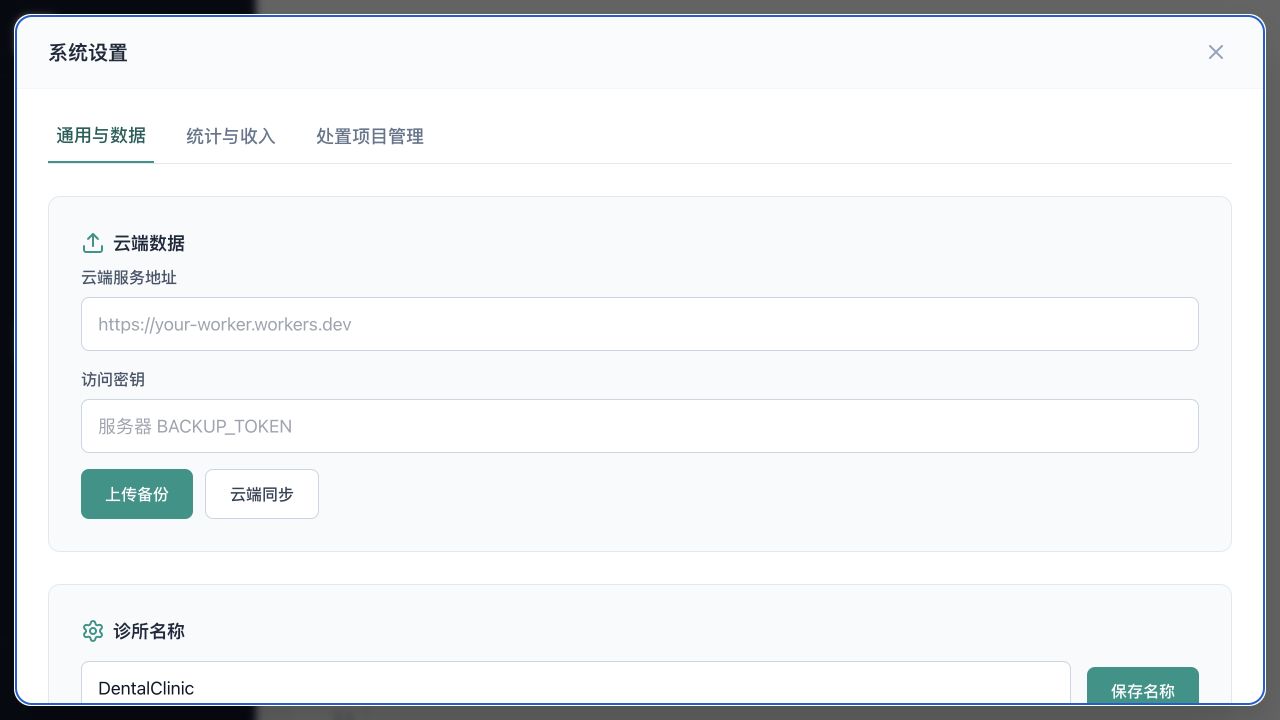 系统设置
通用与数据
统计与收入
处置项目管理
云端数据
云端服务地址
https://your-worker.workers.dev
访问密钥
服务器 BACKUP_TOKEN
上传备份
云端同步
诊所名称
DentalClinic
保存名称